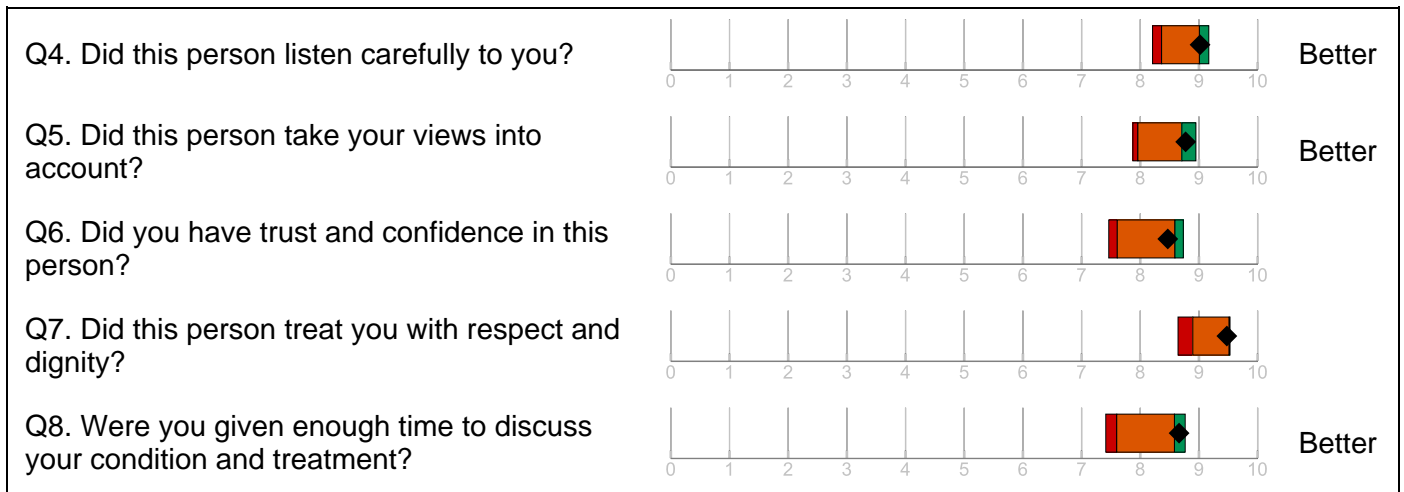 Q4. Did this person listen carefully to you?
0 1 2 3 4 5 6 7 8 9 10
Better
Q5. Did this person take your views into
account?
0 1 2 3 4 5 6 7 8 9 10
Better
Q6. Did you have trust and confidence in this
person?
0 1 2 3 4 5 6 7 8 9 10
Q7. Did this person treat you with respect and
dignity?
0 1 2 3 4 5 6 7 8 9 10
Q8. Were you given enough time to discuss
your condition and treatment?
0 1 2 3 4 5 6 7 8 9 10
Better